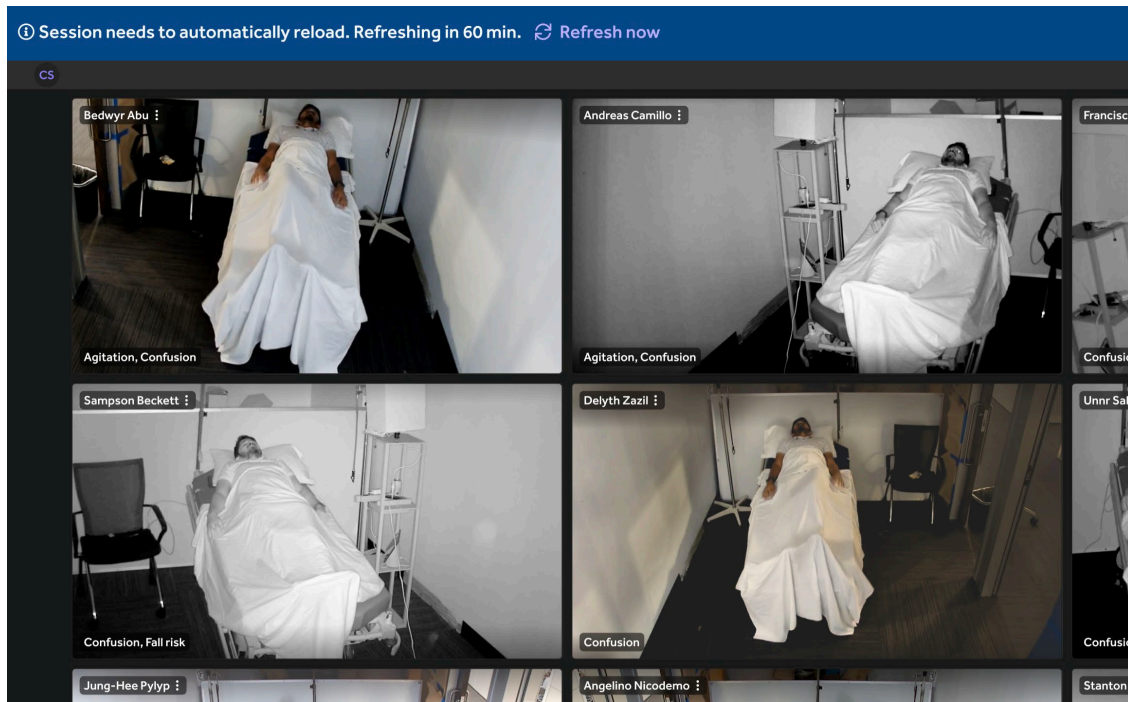 Session needs to automatically reload. Refreshing in 60 min. Refresh now
CS
Bedwyr Abu
Andreas Camillo
Agitation, Confusion
Agitation, Confusion
Sampson Beckett
Delyth Zazil
Confusion, Fall risk
Confusion
Jung-Hee Pylyp
Angelino Nicodemo
Stanton